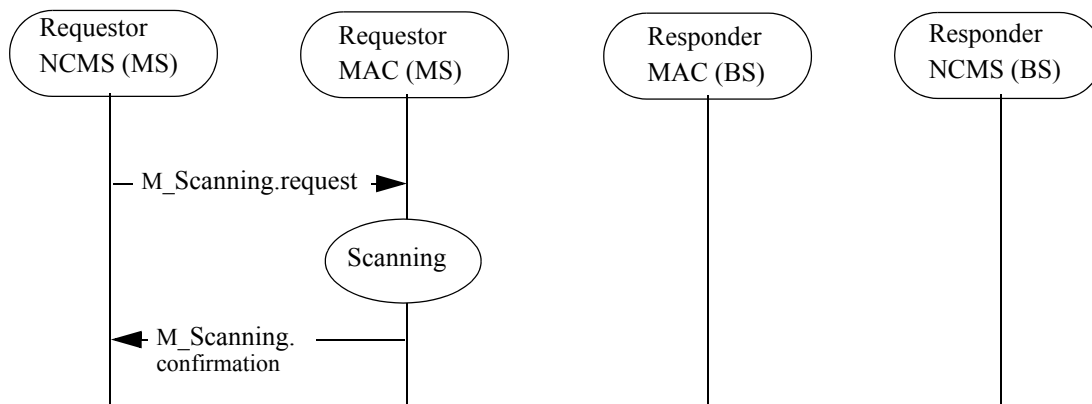 Requestor
NCMS (MS)
Requestor
MAC (MS)
Responder
MAC (BS)
Responder
NCMS (BS)
M_Scanning.request
Scanning
M_Scanning.
confirmation